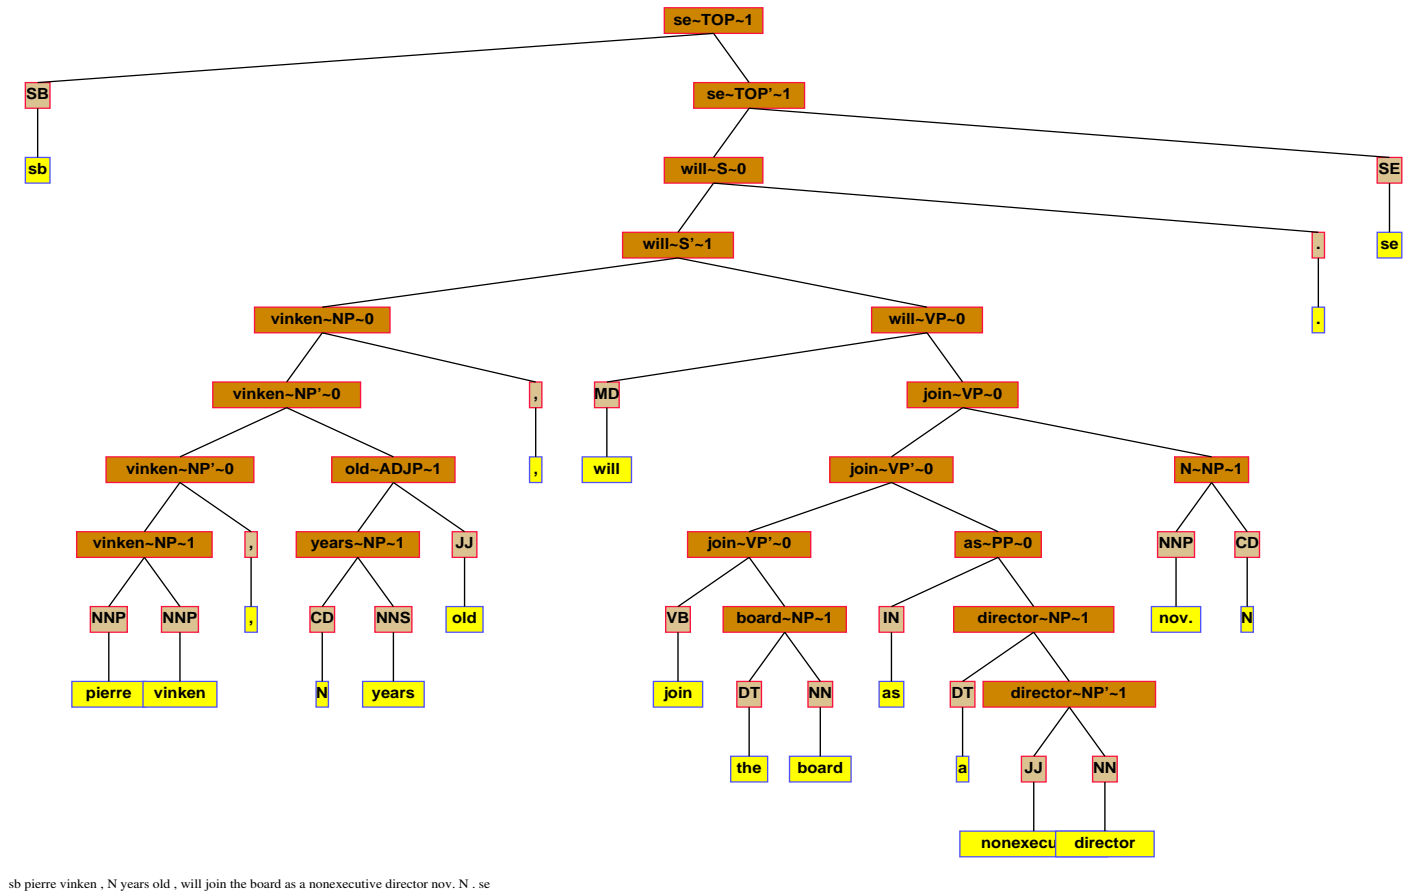 se~TOP~1
SB se~TOP'~1
sb will~S~0 SE
will~S'~1 . se
vinken~NP~0 will~VP~0 .
vinken~NP'~0 , MD join~VP~0
vinken~NP'~0 old~ADJP~1 , will join~VP'~0 N~NP~1
vinken~NP~1 , years~NP~1 JJ join~VP'~0 as~PP~0 NNP CD
NNP NNP , CD NNS old VB board~NP~1 IN director~NP~1 nov. N
pierre vinken N years join DT NN as DT director~NP'~1
the board a JJ NN
nonexecu director
sb pierre vinken , N years old , will join the board as a nonexecutive director nov. N . se